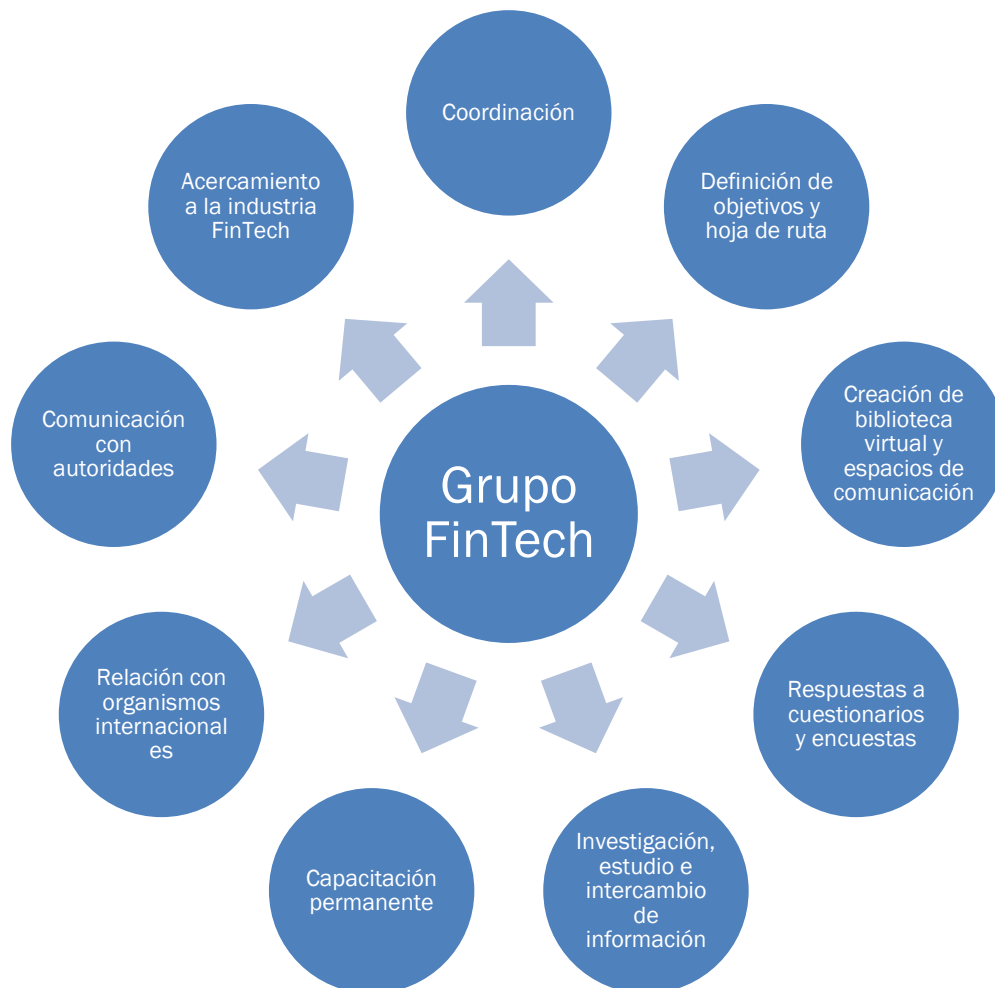 Coordinación
Definición de
objetivos y
hoja de ruta
Creación de
biblioteca
virtual y
espacios de
comunicación
Respuestas a
cuestionarios
y encuestas
Investigación,
estudio e
intercambio
de
información
Capacitación
permanente
Relación con
organismos
internacional
es
Comunicación
con
autoridades
Acercamiento
a la industria
FinTech
Grupo
FinTech